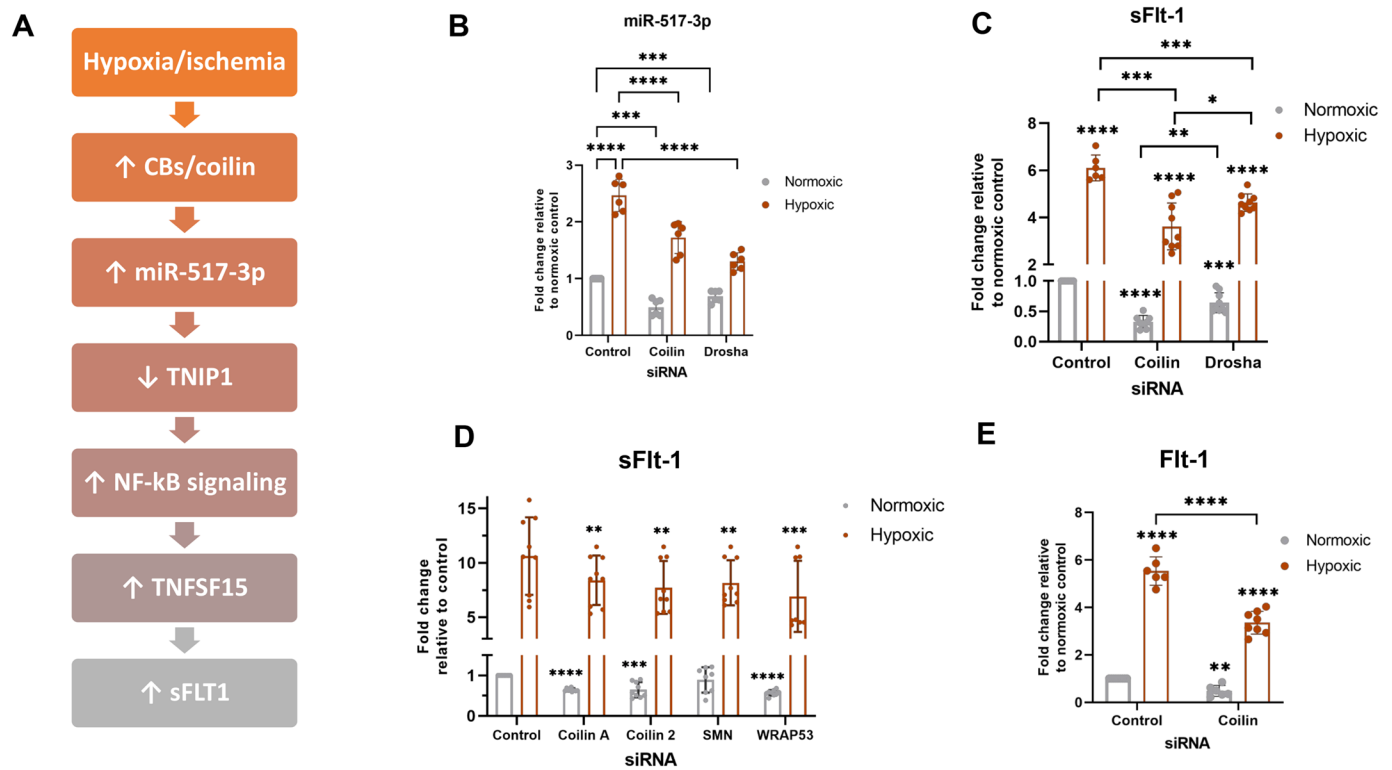 A
Hypoxia/ischemia
↑ CBs/coilin
↑ miR-517-3p
↓ TNIP1
↑ NF-kB signaling
↑ TNFSF15
↑ sFLT1
B
miR-517-3p
***
***
****
***
****
****
Fold change relative
to normoxic control
3
2
1
0
Normoxic
Hypoxic
Control Coilin Drosha
siRNA
C
sFlt-1
***
***
*
**
****
****
****
***
****
Fold change relative
to normoxic control
8
6
4
2
1.0
0.5
0.0
Normoxic
Hypoxic
Control Coilin Drosha
siRNA
D
sFlt-1
** ** ** ***
**** *** ****
Fold change
relative to control
15
10
5
1
0
Normoxic
Hypoxic
Control Coilin A Coilin 2 SMN WRAP53
siRNA
E
Flt-1
****
****
****
**
Fold change relative
to normoxic control
8
6
4
2
0
Normoxic
Hypoxic
Control Coilin
siRNA